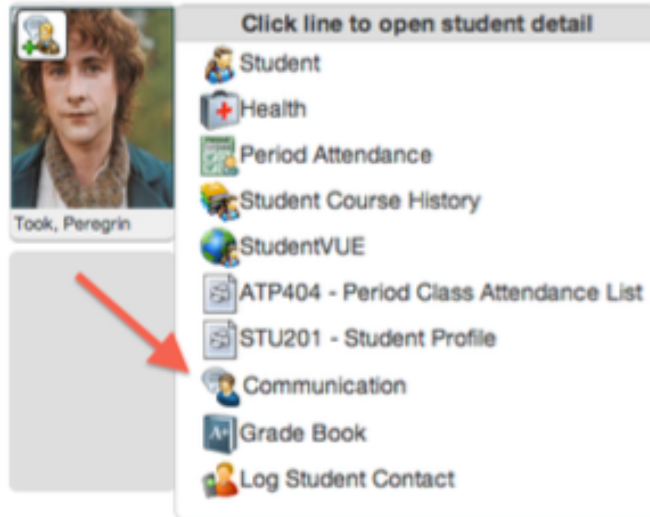 Click line to open student detail
Student
Health
Period Attendance
Student Course History
Took, Peregrin
StudentVUE
ATP404 - Period Class Attendance List
STU201 - Student Profile
Communication
A+
Grade Book
Log Student Contact